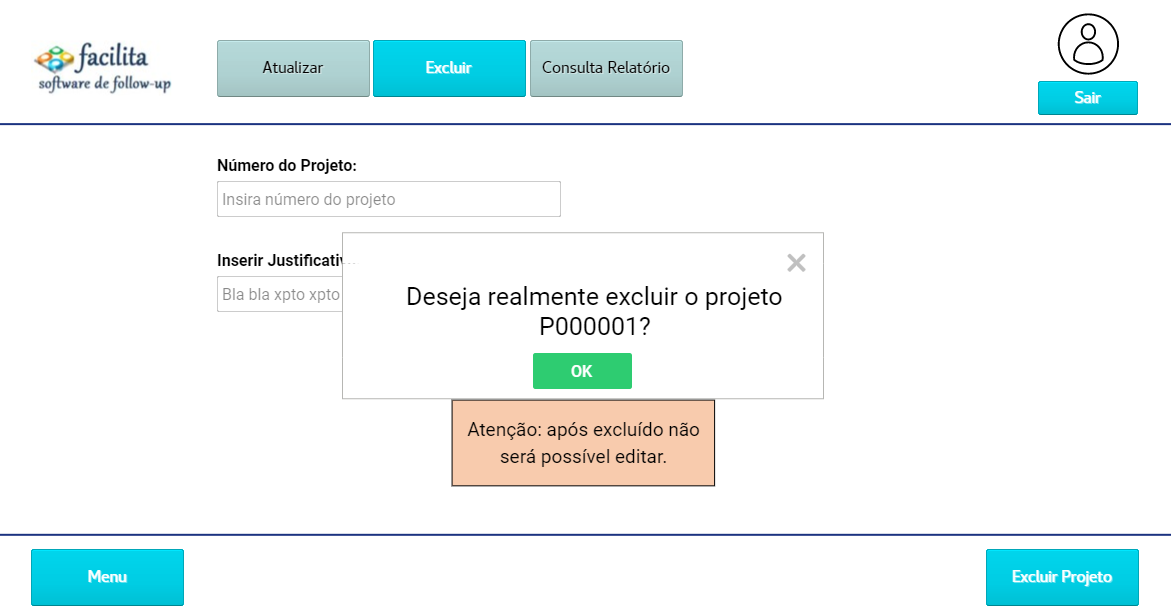 facilita
software de follow-up
Atualizar
Excluir
Consulta Relatório
Sair
Número do Projeto:
Insira número do projeto
Inserir
Bla bla xpto xpto
Deseja realmente excluir o projeto
P000001?
OK
Atenção: após excluído não
será possível editar.
Menu
Excluir Projeto